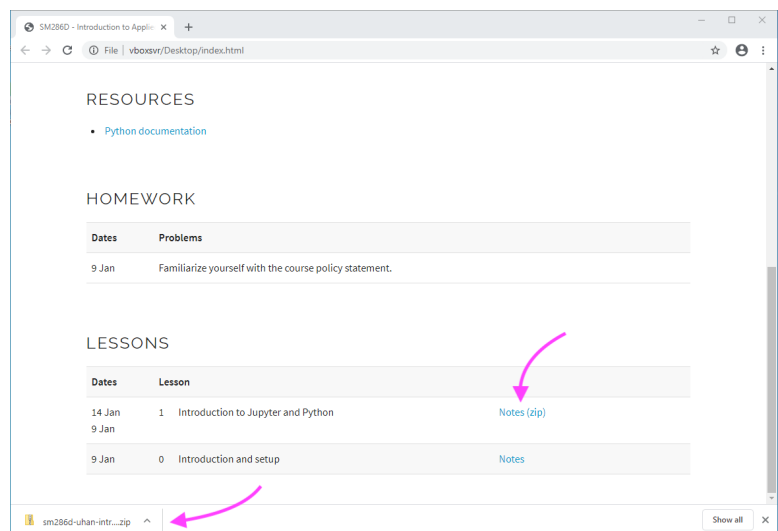 SM286D - Introduction to Applie
File | vboxsvr/Desktop/index.html
RESOURCES
Python documentation
HOMEWORK
Dates Problems
9 Jan Familiarize yourself with the course policy statement.
LESSONS
Dates Lesson
14 Jan 1 Introduction to Jupyter and Python Notes (zip)
9 Jan
9 Jan 0 Introduction and setup Notes
sm286d-uhan-intr....zip Show all